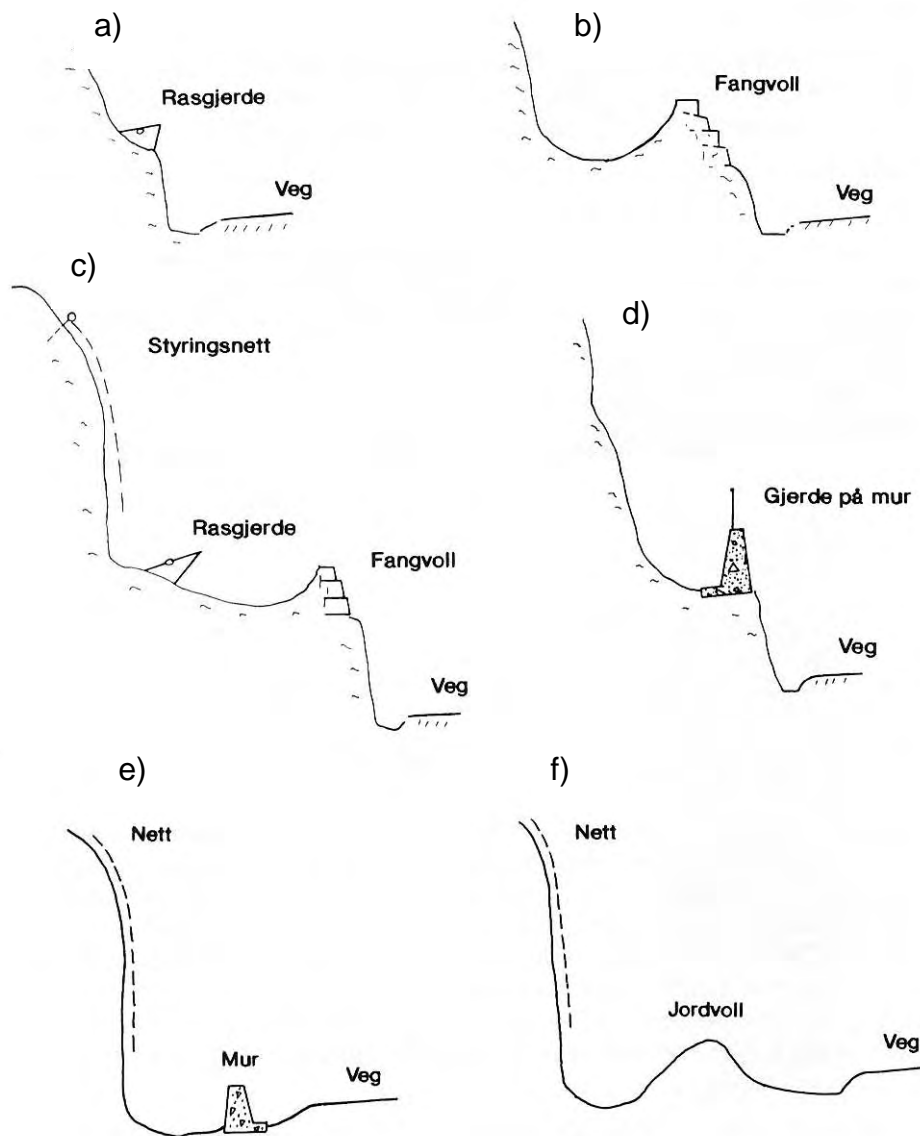 a)
Rasgjerde
Veg
b)
Fangvoll
Veg
c)
Styringsnett
Rasgjerde
Fangvoll
Veg
d)
Gjerde på mur
Veg
e)
Nett
Mur
Veg
f)
Nett
Jordvoll
Veg